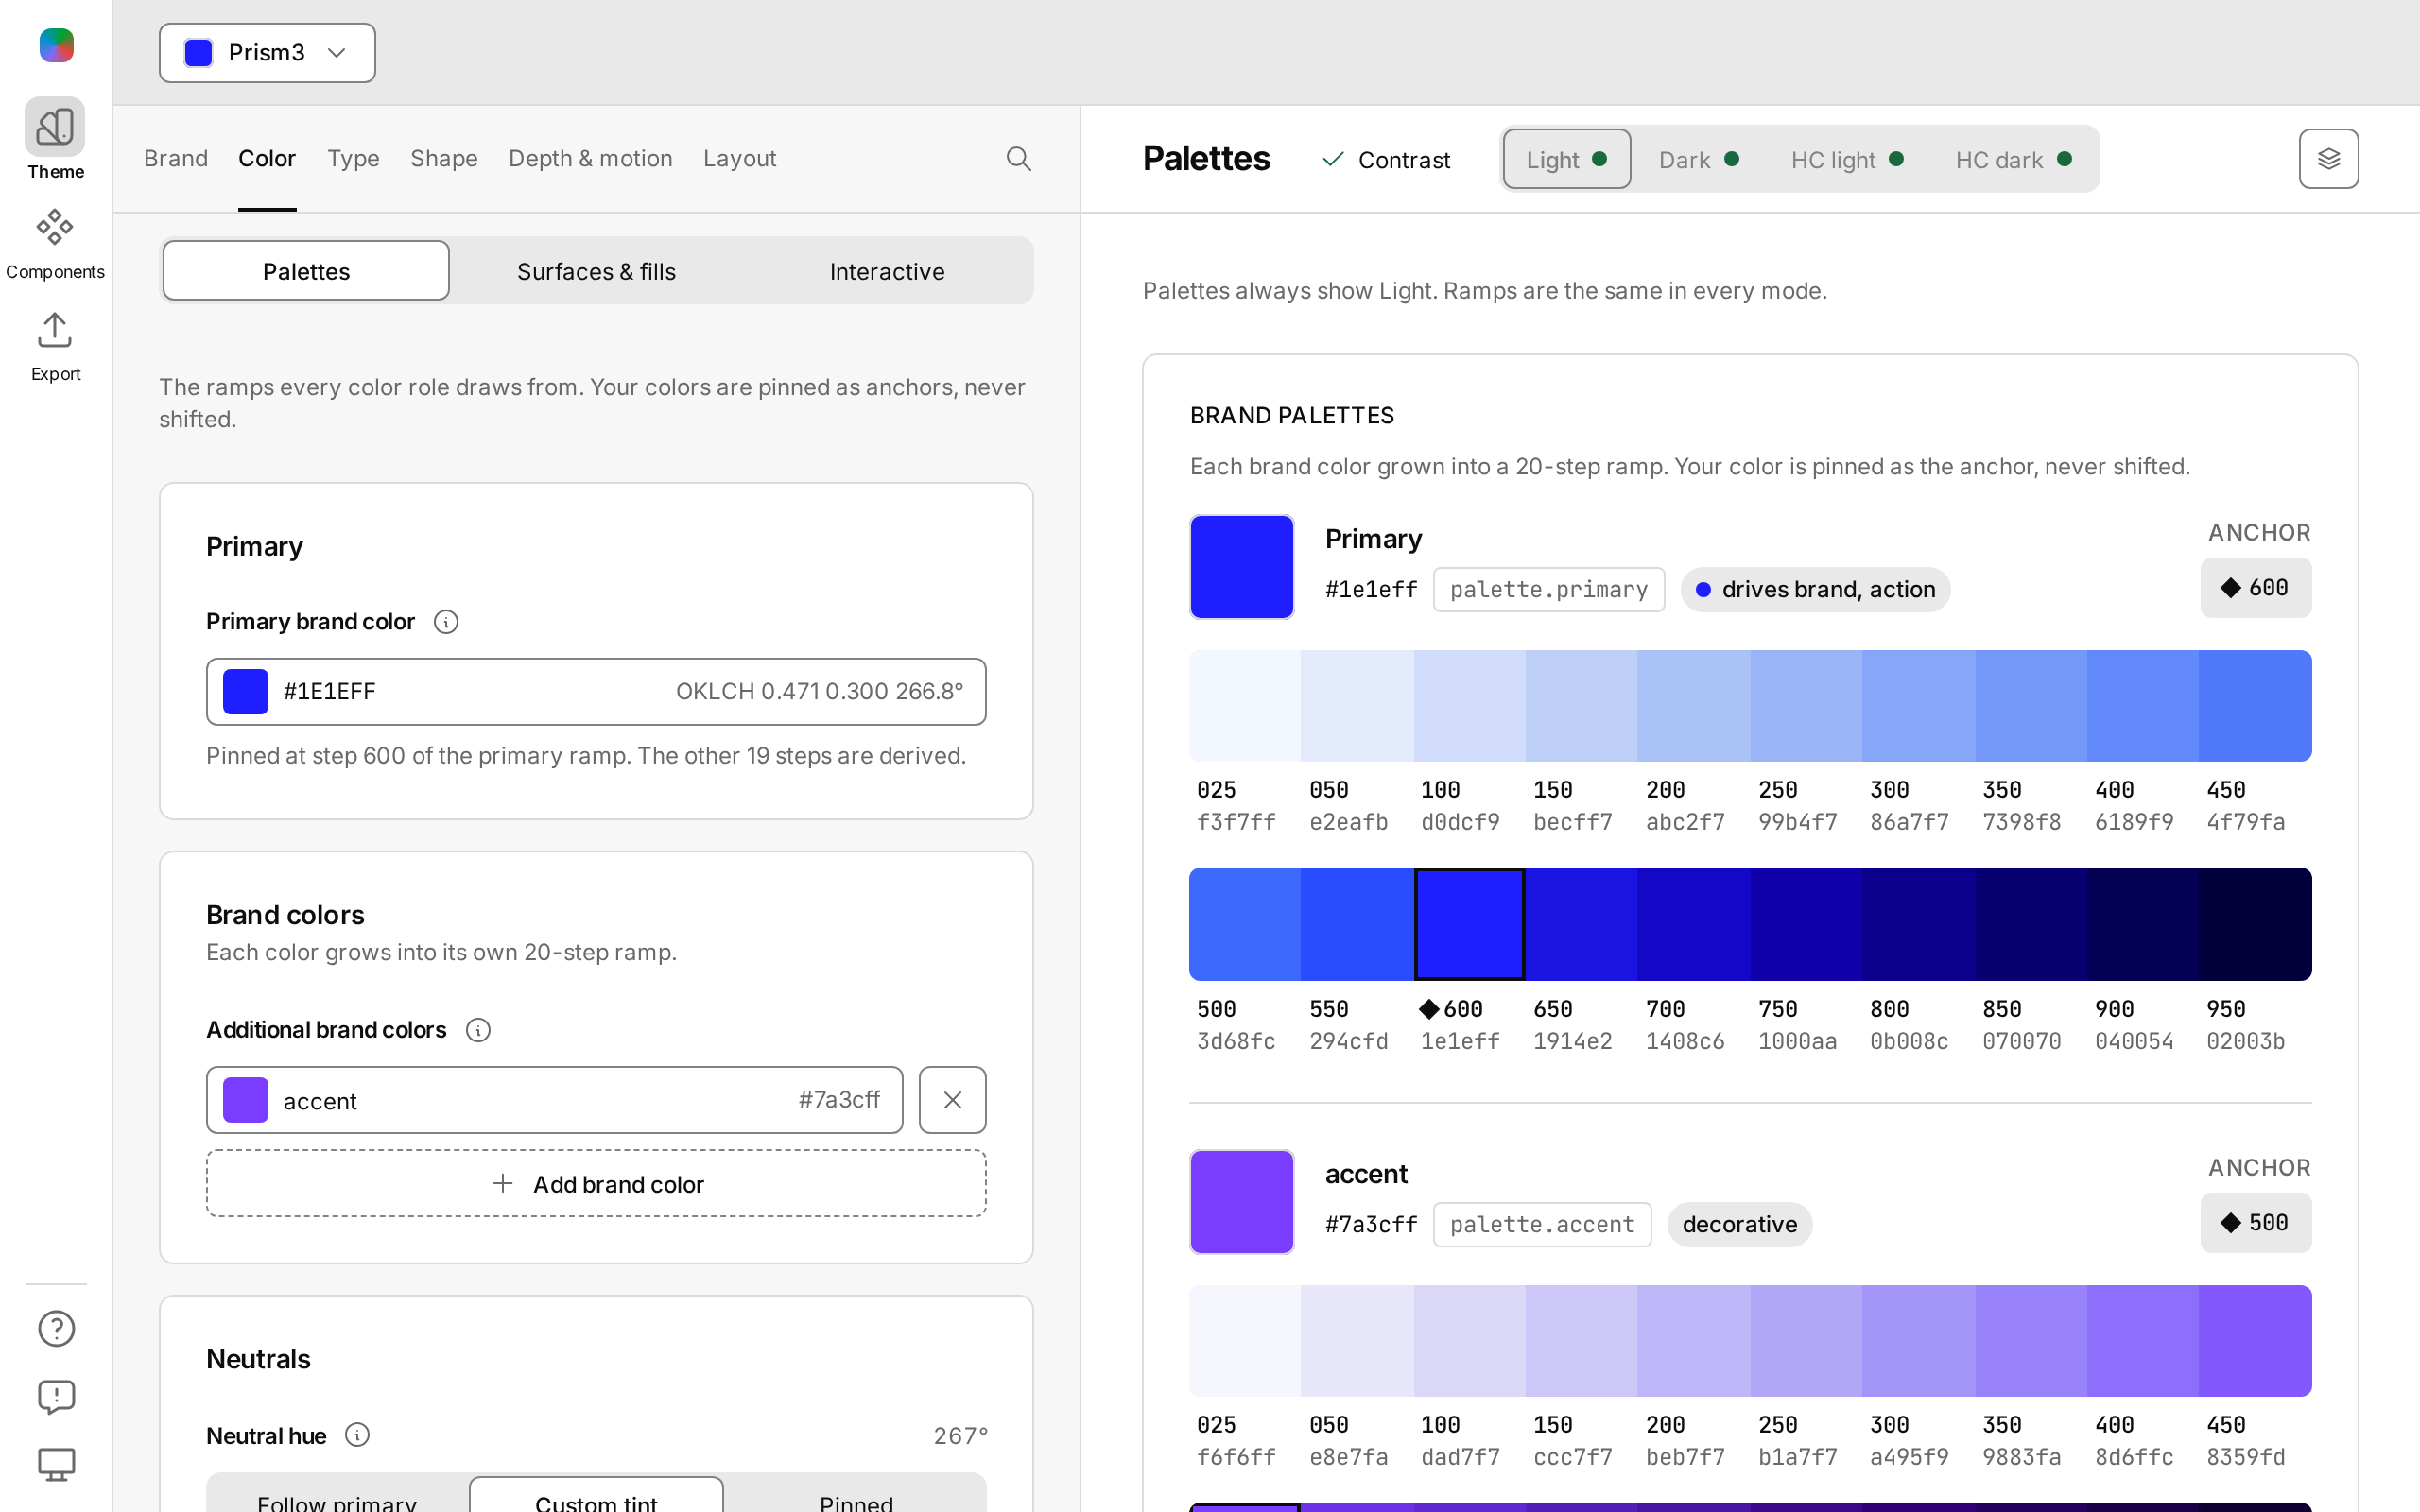 Prism3
Theme
Components
Export
Brand Color Type Shape Depth & motion Layout
Palettes Surfaces & fills Interactive
The ramps every color role draws from. Your colors are pinned as anchors, never
shifted.
Primary
Primary brand color
#1E1EFF OKLCH 0.471 0.300 266.8°
Pinned at step 600 of the primary ramp. The other 19 steps are derived.
Brand colors
Each color grows into its own 20-step ramp.
Additional brand colors
accent #7a3cff
Add brand color
Neutrals
Neutral hue 267°
Follow primary Custom tint Pinned
Palettes Contrast Light Dark HC light HC dark
Palettes always show Light. Ramps are the same in every mode.
BRAND PALETTES
Each brand color grown into a 20-step ramp. Your color is pinned as the anchor, never shifted.
Primary ANCHOR
#1e1eff palette.primary drives brand, action 600
025 050 100 150 200 250 300 350 400 450
f3f7ff e2eafb d0dcf9 becff7 abc2f7 99b4f7 86a7f7 7398f8 6189f9 4f79fa
500 550 600 650 700 750 800 850 900 950
3d68fc 294cfd 1e1eff 1914e2 1408c6 1000aa 0b008c 070070 040054 02003b
accent ANCHOR
#7a3cff palette.accent decorative 500
025 050 100 150 200 250 300 350 400 450
f6f6ff e8e7fa dad7f7 ccc7f7 beb7f7 b1a7f7 a495f9 9883fa 8d6ffc 8359fd